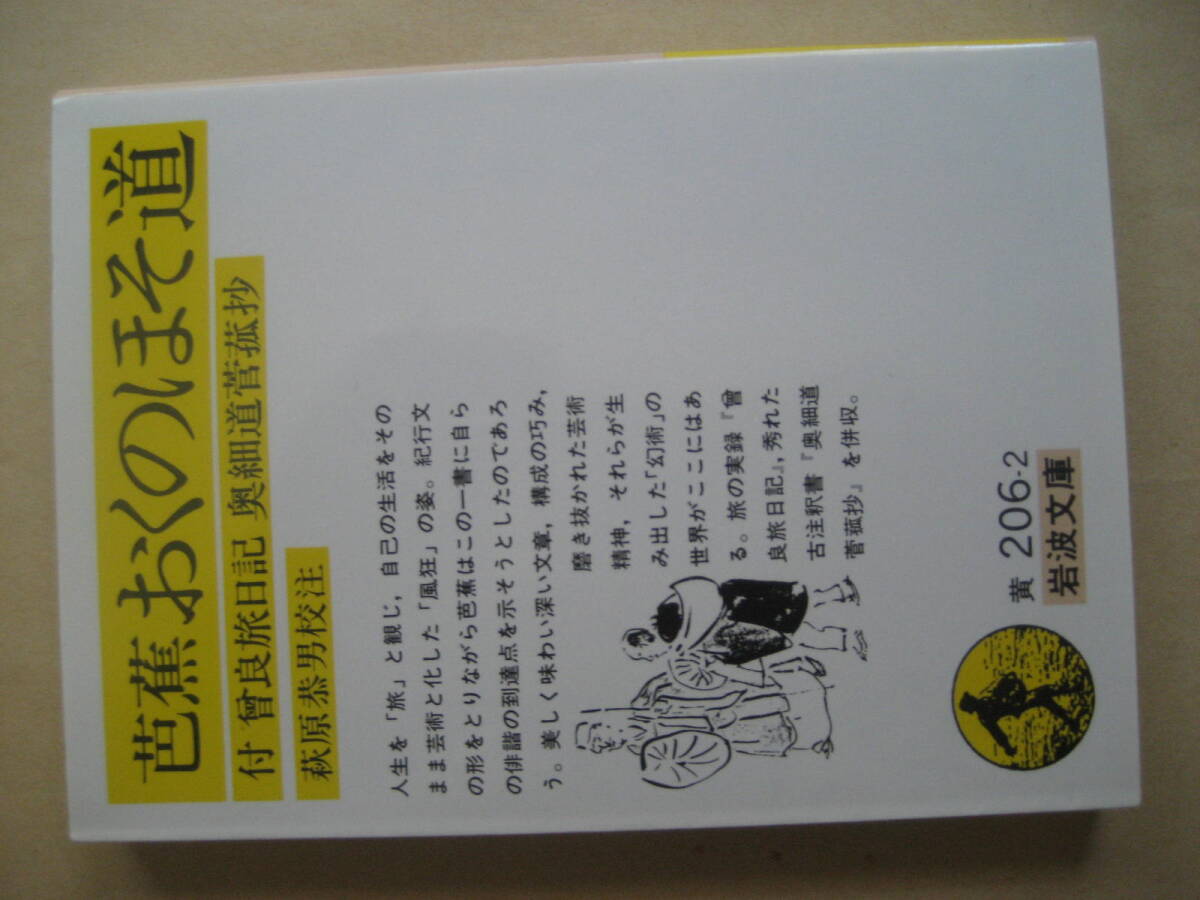 芭蕉おくのほそ道
付 曾良旅日記 奥細道菅菰抄
萩原恭男校注
人生を「旅」と観じ，自己の生活をその
まま芸術と化した「風狂」の姿。紀行文
の形をとりながら芭蕉はこの一書に自ら
の俳諧の到達点を示そうとしたのであろ
う。美しく味わい深い文章，構成の巧み，
磨き抜かれた芸術
精神，それらが生
み出した「幻術」の
世界がここにはあ
る。旅の実録『曾
良旅日記』，秀れた
古注釈書『奥細道
菅菰抄』を併収。
黄 206-2
岩波文庫